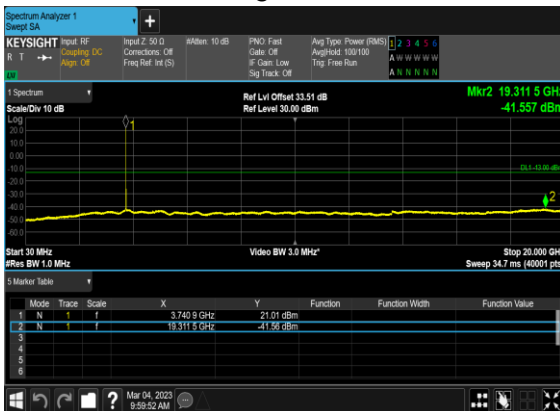 Spectrum Analyzer 1
Swept SA
KEYSIGHT
R T
LV
Input: RF
Coupling: DC
Align: Off
Input Z: 50 Ω
Corrections: Off
Freq Ref: Int (S)
#Atten: 10 dB
PNO: Fast
Gate: Off
IF Gain: Low
Sig Track: Off
Avg Type: Power (RMS)
Avg|Hold: 100/100
Trig: Free Run
1 2 3 4 5 6
A W W W W W
A N N N N N
1 Spectrum
Scale/Div 10 dB
Ref Lvl Offset 33.51 dB
Ref Level 30.00 dBm
Mkr2 19.311 5 GHz
-41.557 dBm
Log
20.0
10.0
0.00
-10.0
-20.0
-30.0
-40.0
-50.0
-60.0
1
DL1 -13.00 dBm
2
Start 30 MHz
#Res BW 1.0 MHz
Video BW 3.0 MHz*
Stop 20.000 GHz
Sweep 34.7 ms (40001 pts)
5 Marker Table
Mode Trace Scale X Y Function Function Width Function Value
1 N 1 f 3.740 9 GHz 21.01 dBm
2 N 1 f 19.311 5 GHz -41.56 dBm
3
4
5
6
?
Mar 04, 2023
9:59:52 AM